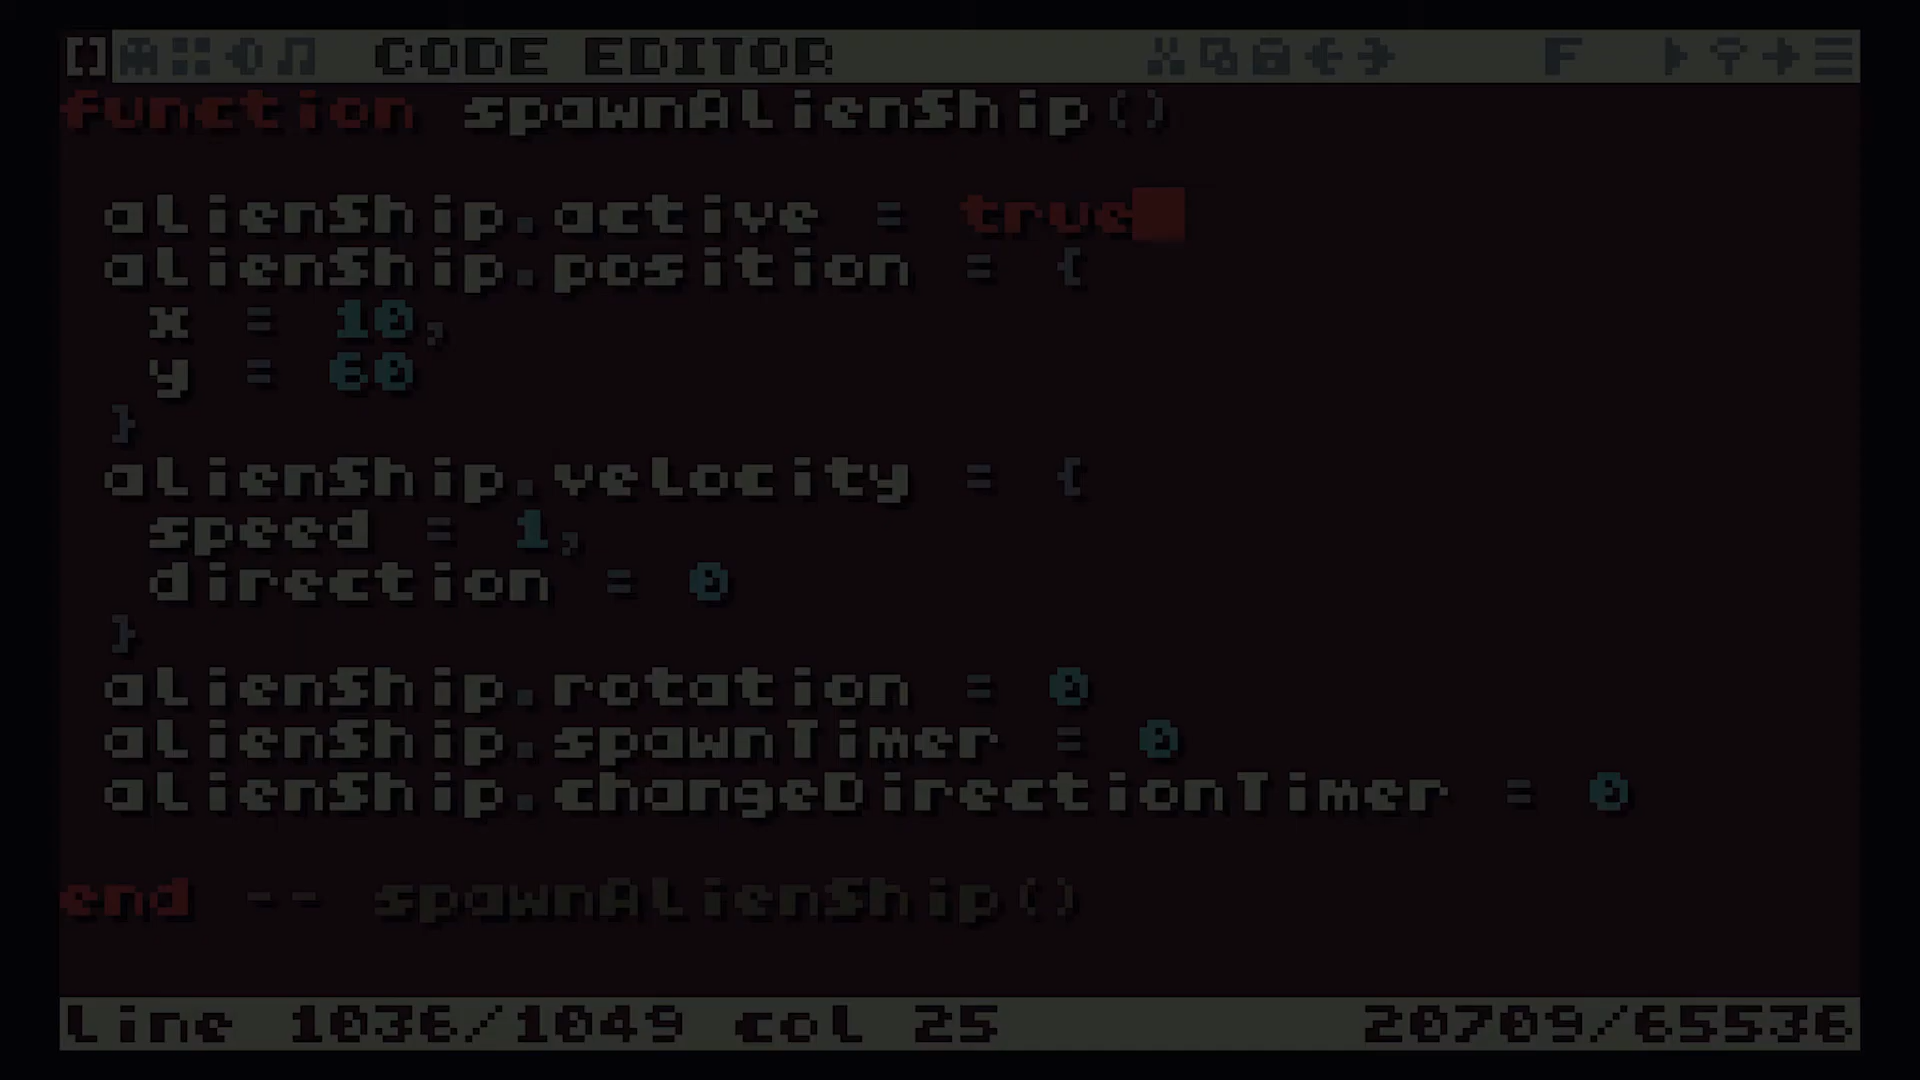 [] CODE EDITOR F
function spawnAlienShip()
alienShip.active = true
alienShip.position = {
x = 10,
y = 60
}
alienShip.velocity = {
speed = 1,
direction = 0
}
alienShip.rotation = 0
alienShip.spawnTimer = 0
alienShip.changeDirectionTimer = 0
end -- spawnAlienShip()
line 1036/1049 col 25 20709/65536